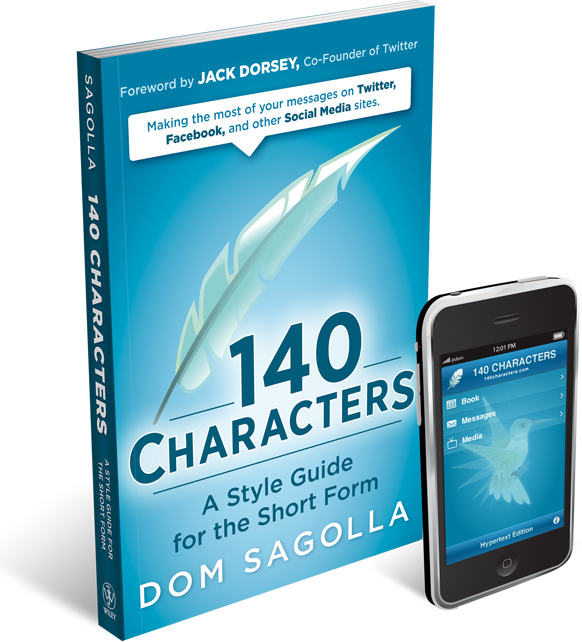 Foreword by JACK DORSEY, Co-Founder of Twitter
Making the most of your messages on Twitter,
Facebook, and other Social Media sites.
140
CHARACTERS
A Style Guide
for the Short Form
DOM SAGOLLA
SAGOLLA
140 CHARACTERS
A STYLE GUIDE FOR
THE SHORT FORM
WILEY
@dom 12:01 PM
140 CHARACTERS
140characters.com
Book
Messages
Media
Hypertext Edition